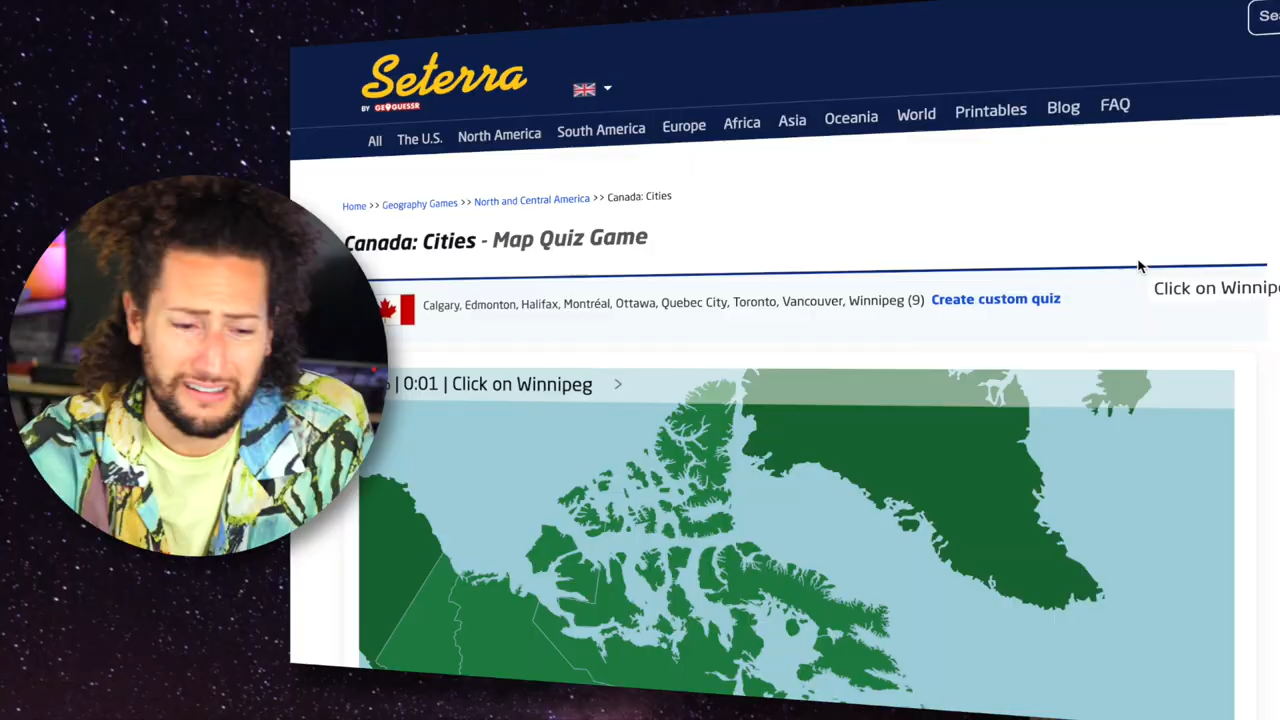 Sea
Seterra
BY GEOGUESSR
All The U.S. North America South America Europe Africa Asia Oceania World Printables Blog FAQ
Home >> Geography Games >> North and Central America >> Canada: Cities
Canada: Cities - Map Quiz Game
Calgary, Edmonton, Halifax, Montréal, Ottawa, Quebec City, Toronto, Vancouver, Winnipeg (9) Create custom quiz
Click on Winnip
| 0:01 | Click on Winnipeg >